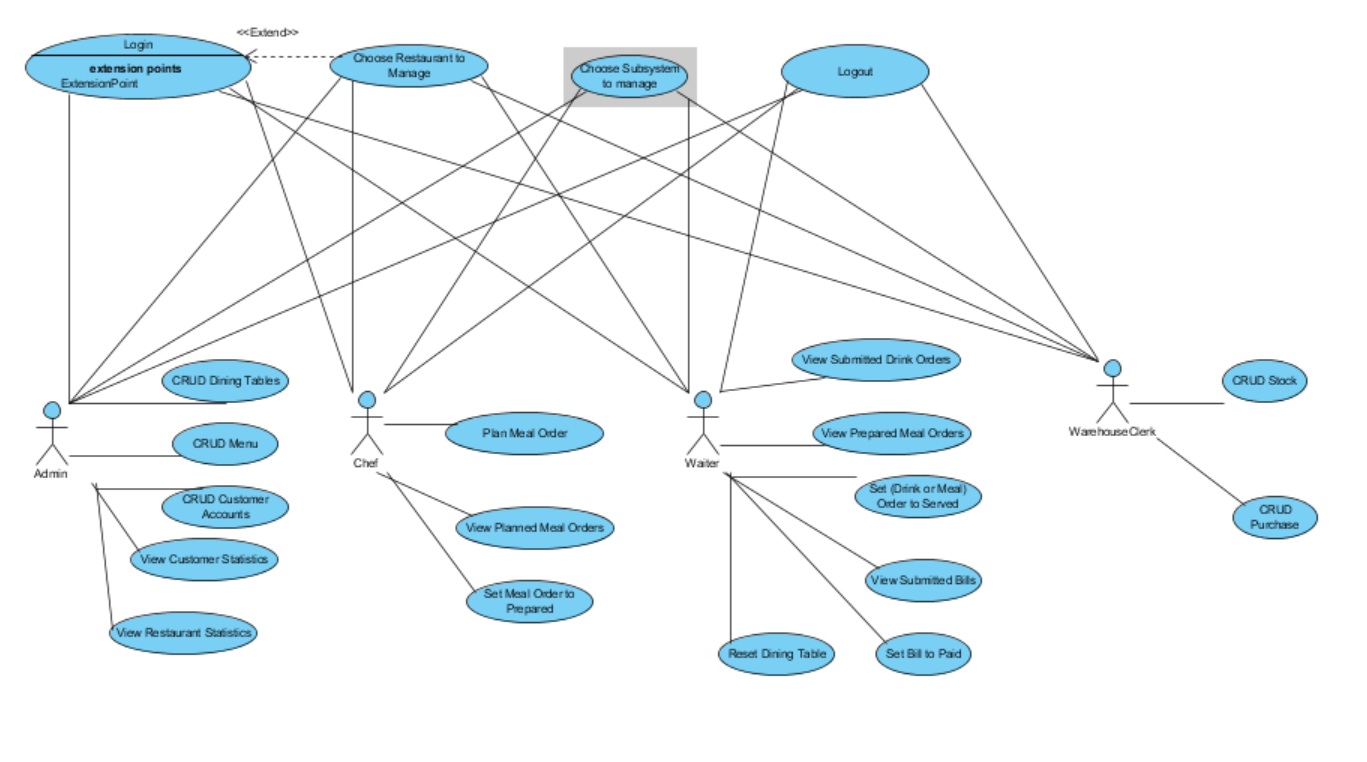 <<Extend>>
Login
extension points
ExtensionPoint
Choose Restaurant to
Manage
Choose Subsystem
to manage
Logout
CRUD Dining Tables
CRUD Menu
CRUD Customer
Accounts
View Customer Statistics
View Restaurant Statistics
Admin
Plan Meal Order
View Planned Meal Orders
Set Meal Order to
Prepared
Chef
View Submitted Drink Orders
View Prepared Meal Orders
Set (Drink or Meal)
Order to Served
View Submitted Bills
Set Bill to Paid
Reset Dining Table
Waiter
WarehouseClerk
CRUD Stock
CRUD
Purchase